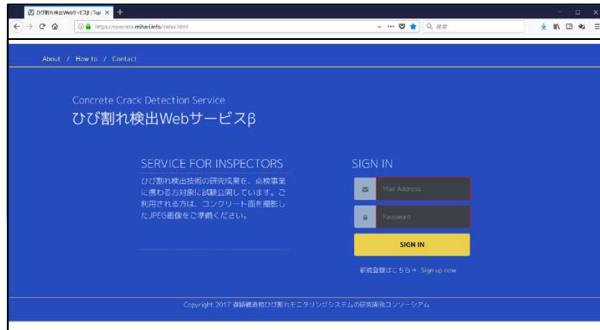 ひび割れ検出Webサービスβ | Top
https://concrete.mihari.info/index.html
検索
About / How to / Contact
Concrete Crack Detection Service
ひび割れ検出Webサービスβ
SERVICE FOR INSPECTORS
ひび割れ検出技術の研究成果を、点検事業
に携わる方対象に試験公開しています。ご
利用される方は、コンクリート面を撮影し
たJPEG画像をご準備ください。
SIGN IN
Mail Address
Password
SIGN IN
新規登録はこちら→ Sign up now
Copyright 2017 道路構造物ひび割れモニタリングシステムの研究開発コンソーシアム